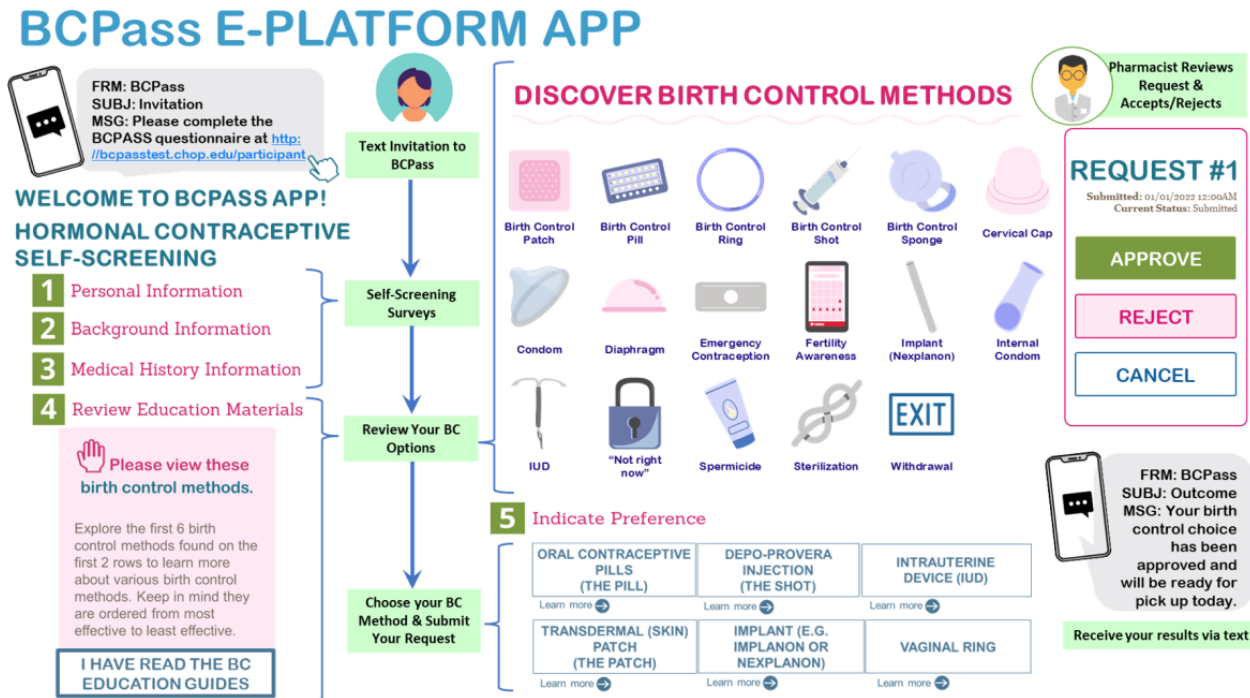 BCPass E-PLATFORM APP
FRM: BCPass
SUBJ: Invitation
MSG: Please complete the
BCPASS questionnaire at http:
//bcpasstest.chop.edu/participant
WELCOME TO BCPASS APP!
HORMONAL CONTRACEPTIVE
SELF-SCREENING
1 Personal Information
2 Background Information
3 Medical History Information
4 Review Education Materials
Please view these
birth control methods.
Explore the first 6 birth
control methods found on the
first 2 rows to learn more
about various birth control
methods. Keep in mind they
are ordered from most
effective to least effective.
I HAVE READ THE BC
EDUCATION GUIDES
Text Invitation to
BCPass
Self-Screening
Surveys
Review Your BC
Options
Choose your BC
Method & Submit
Your Request
DISCOVER BIRTH CONTROL METHODS
Birth Control
Patch
Birth Control
Pill
Birth Control
Ring
Birth Control
Shot
Birth Control
Sponge
Cervical Cap
Condom
Diaphragm
Emergency
Contraception
Fertility
Awareness
Implant
(Nexplanon)
Internal
Condom
IUD
"Not right
now"
Spermicide
Sterilization
EXIT
Withdrawal
5 Indicate Preference
ORAL CONTRACEPTIVE
PILLS
(THE PILL)
Learn more
DEPO-PROVERA
INJECTION
(THE SHOT)
Learn more
INTRAUTERINE
DEVICE (IUD)
Learn more
TRANSDERMAL (SKIN)
PATCH
(THE PATCH)
Learn more
IMPLANT (E.G.
IMPLANON OR
NEXPLANON)
Learn more
VAGINAL RING
Learn more
Pharmacist Reviews
Request &
Accepts/Rejects
REQUEST #1
Submitted: 01/01/2022 12:00AM
Current Status: Submitted
APPROVE
REJECT
CANCEL
FRM: BCPass
SUBJ: Outcome
MSG: Your birth
control choice
has been
approved and
will be ready for
pick up today.
Receive your results via text